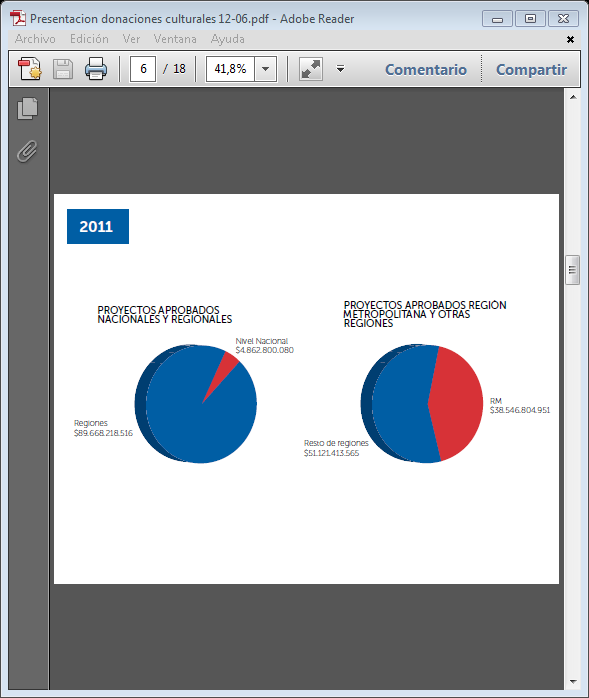 Presentacion donaciones culturales 12-06.pdf - Adobe Reader
Archivo Edición Ver Ventana Ayuda
6 / 18 41,8% Comentario Compartir
2011
PROYECTOS APROBADOS
NACIONALES Y REGIONALES
Nivel Nacional
$4.862.800.080
Regiones
$89.668.218.516
PROYECTOS APROBADOS REGIÓN
METROPOLITANA Y OTRAS
REGIONES
RM
$38.546.804.951
Resto de regiones
$51.121.413.565